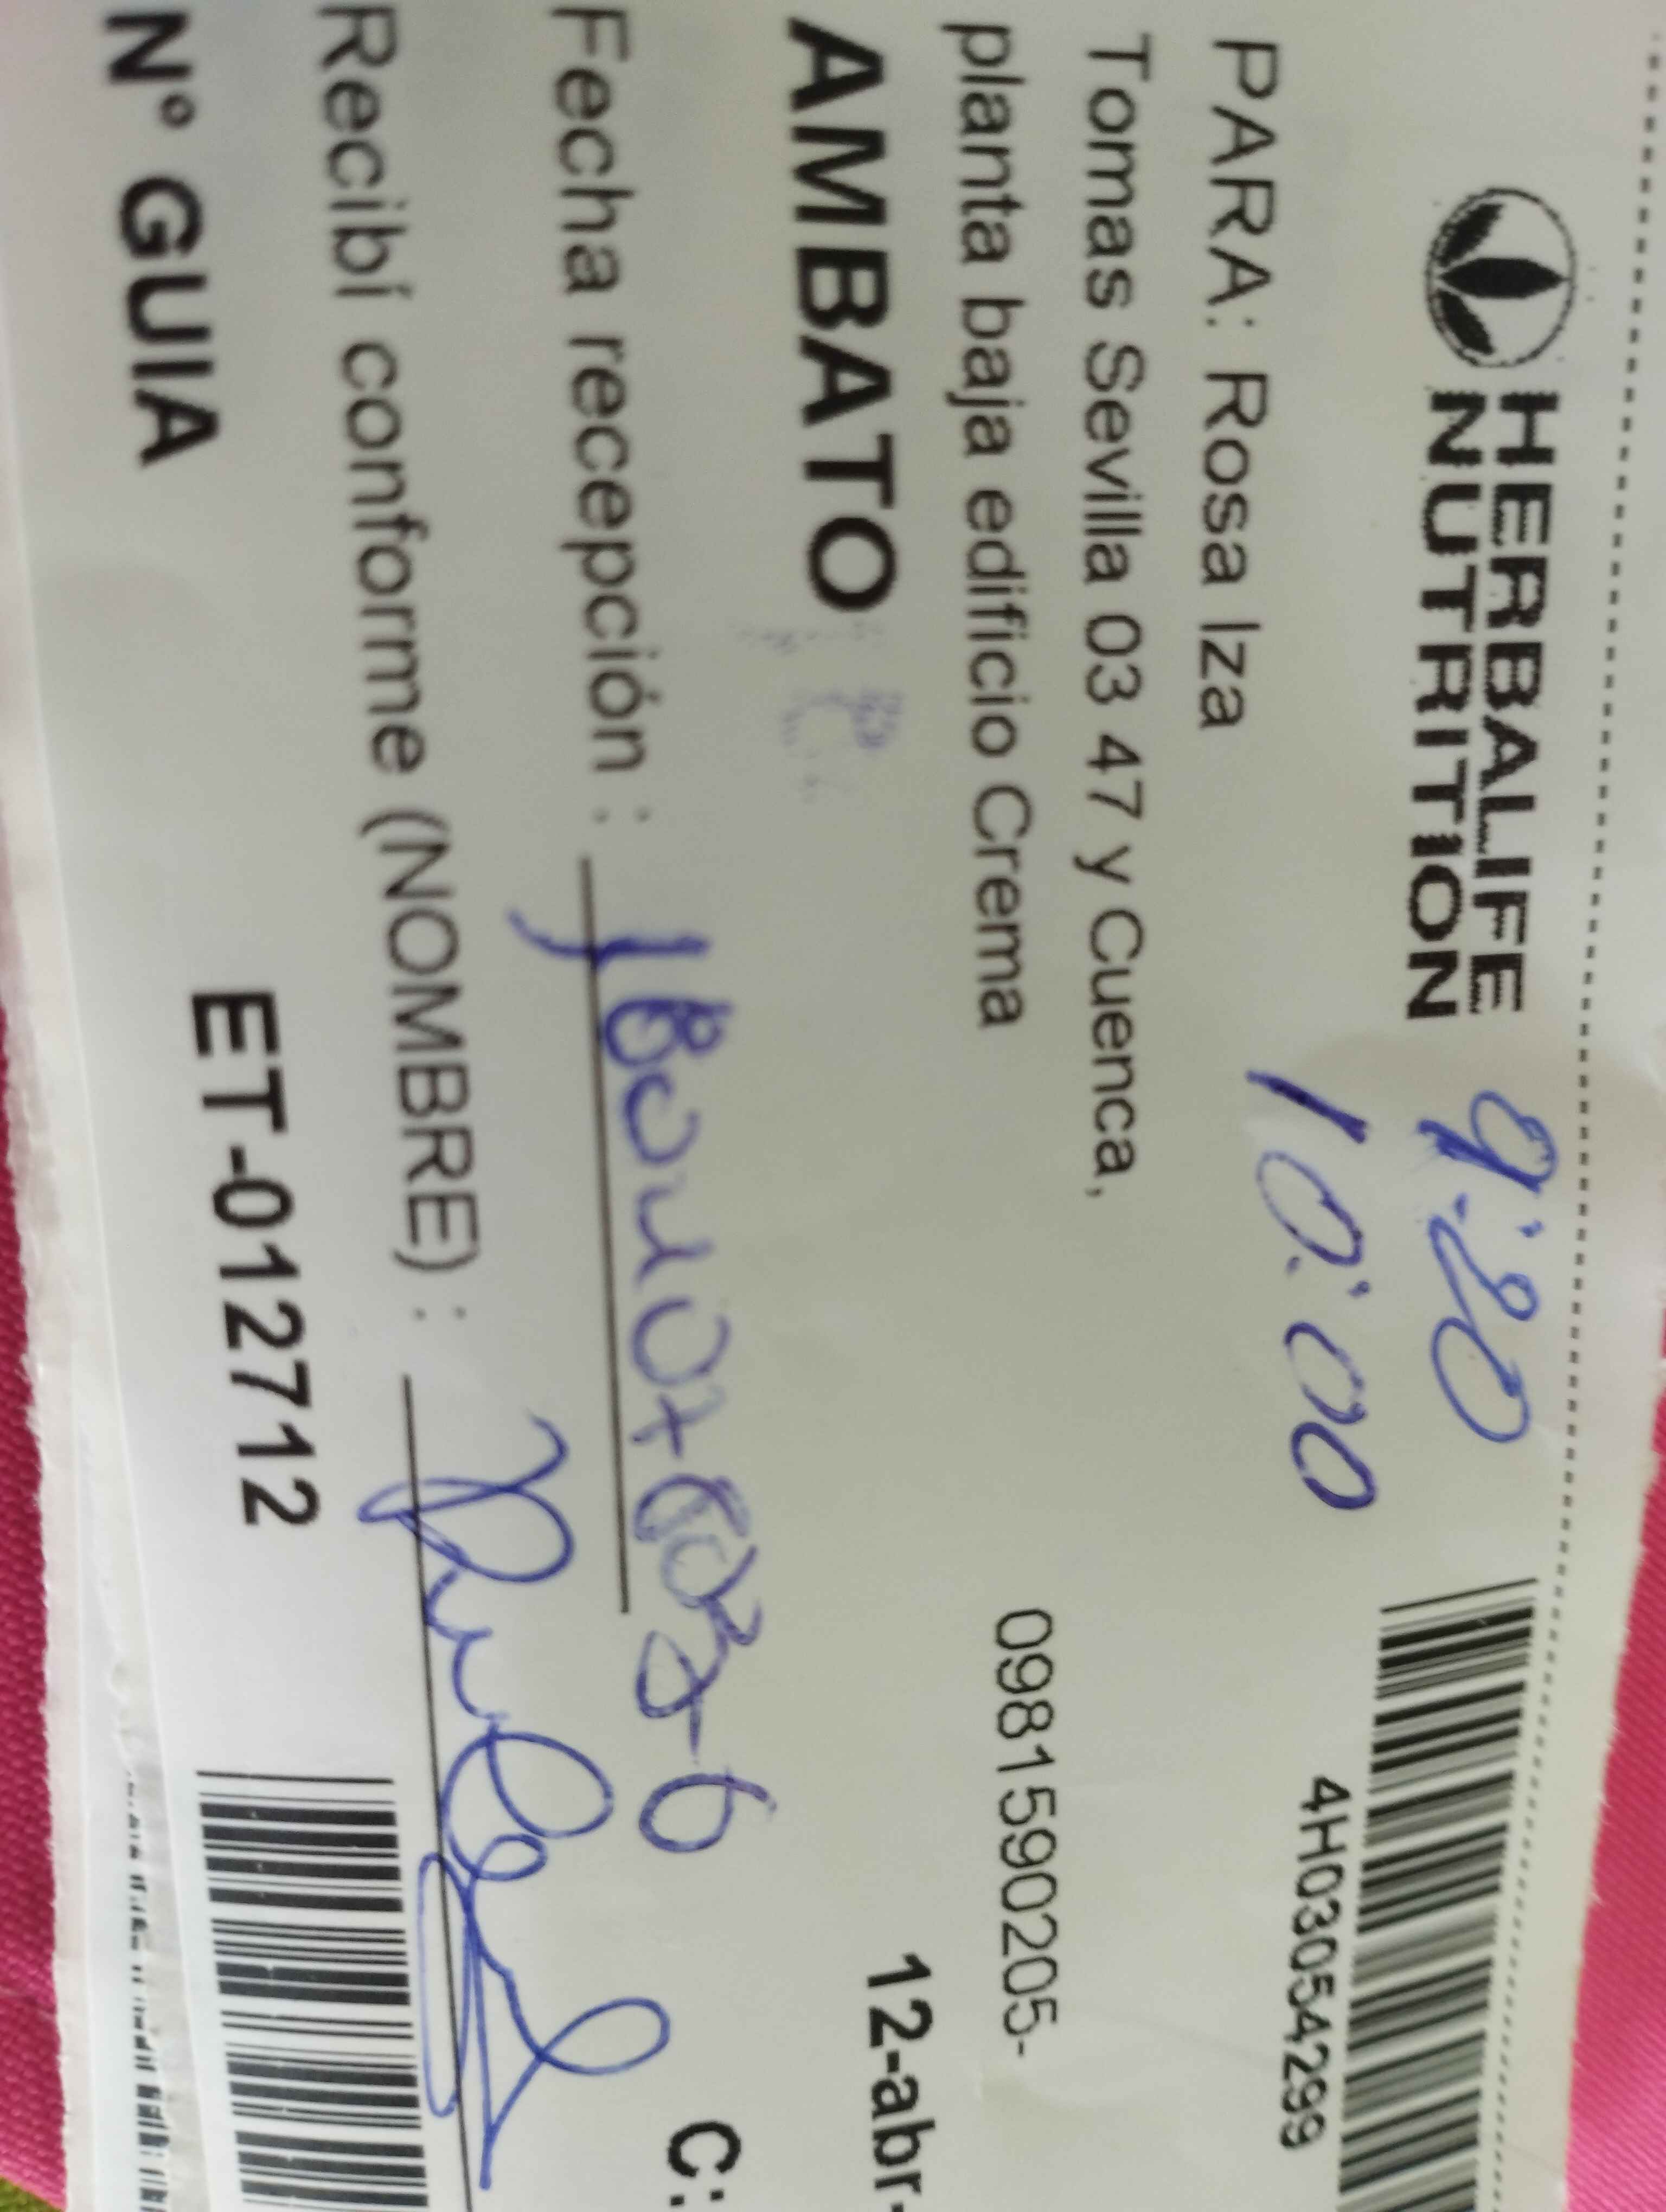 HERBALIFE
NUTRITION
9:20
10:00
4H03054299
PARA: Rosa Iza
Tomas Sevilla 03 47 y Cuenca,
planta baja edificio Crema
0981590205-
AMBATO
12-abr-
Fecha recepción :
C:
Recibí conforme (NOMBRE) :
N° GUIA
ET-012712